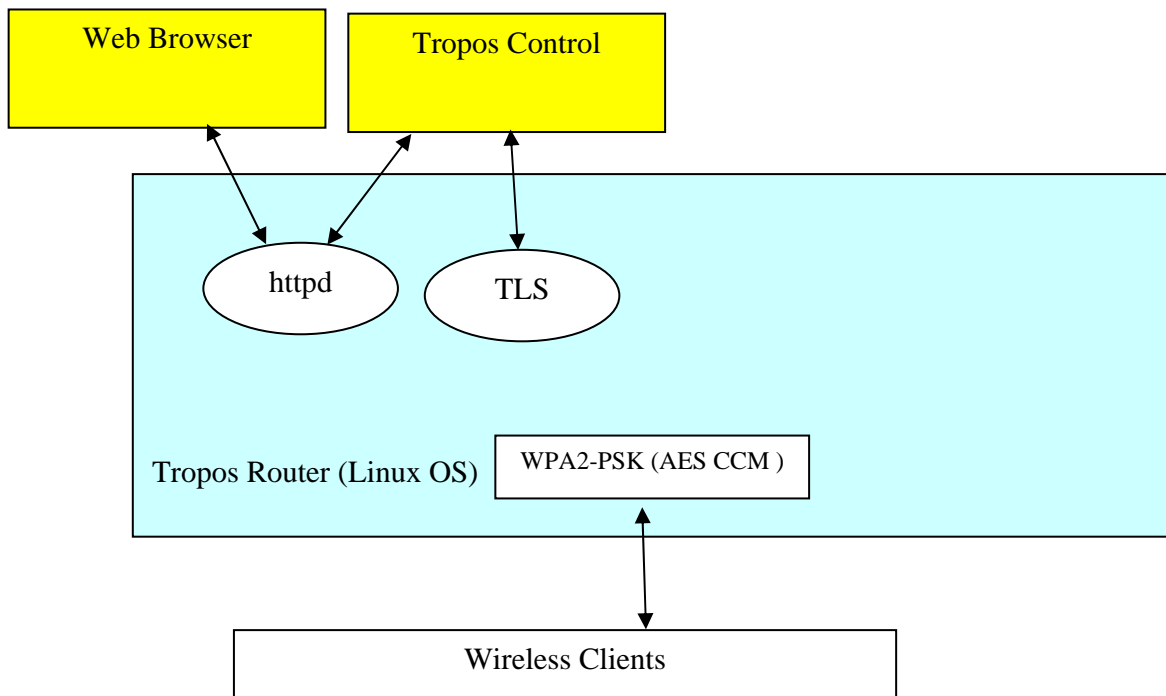 Web Browser
Tropos Control
httpd
TLS
Tropos Router (Linux OS)
WPA2-PSK (AES CCM )
Wireless Clients